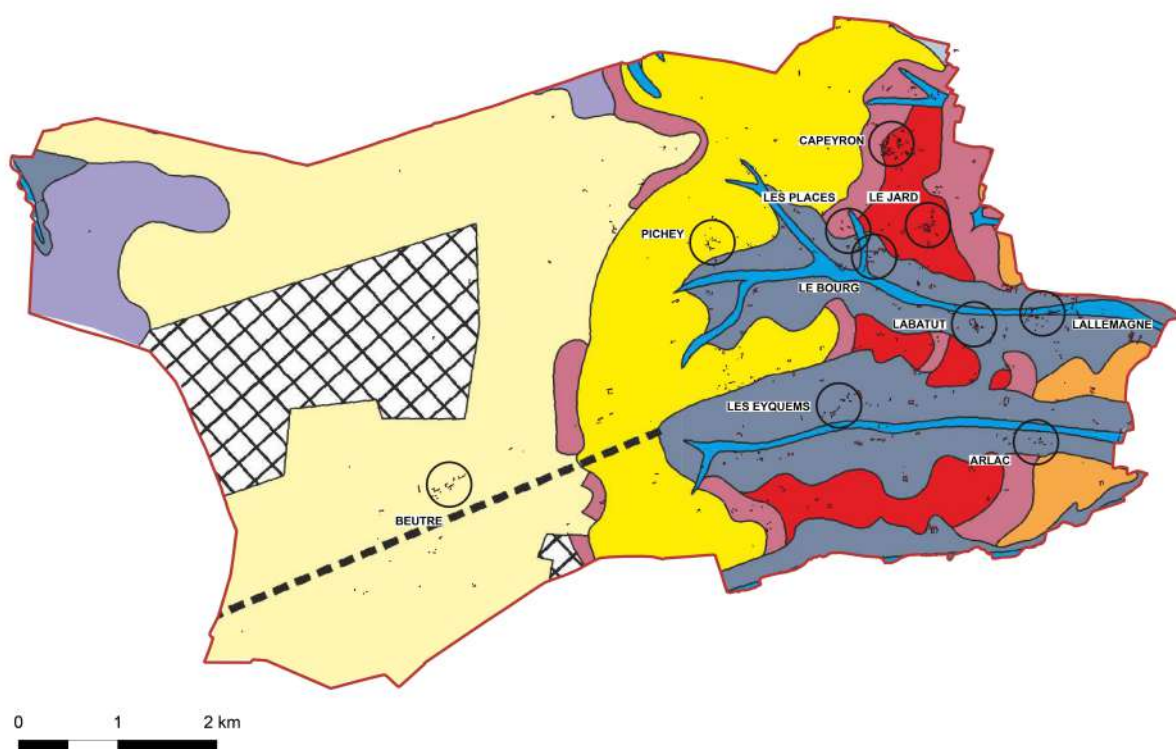 CAPEYRON
LES PLACES
LE JARD
PICHEY
LE BOURG
LABATUT
LALLEMAGNE
LES EYQUEMS
ARLAC
BEUTRE
0 1 2 km